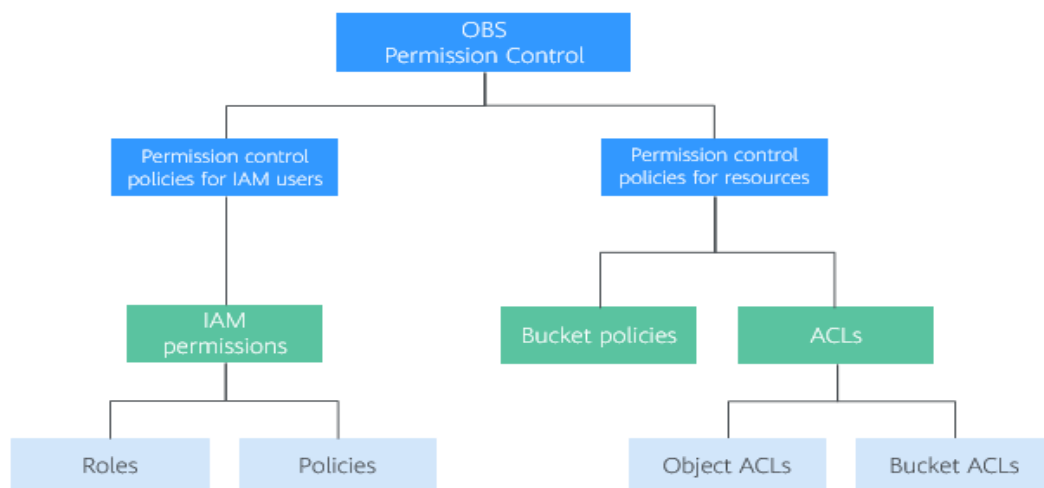 OBS
Permission Control
Permission control
policies for IAM users
Permission control
policies for resources
IAM
permissions
Bucket policies
ACLs
Roles
Policies
Object ACLs
Bucket ACLs